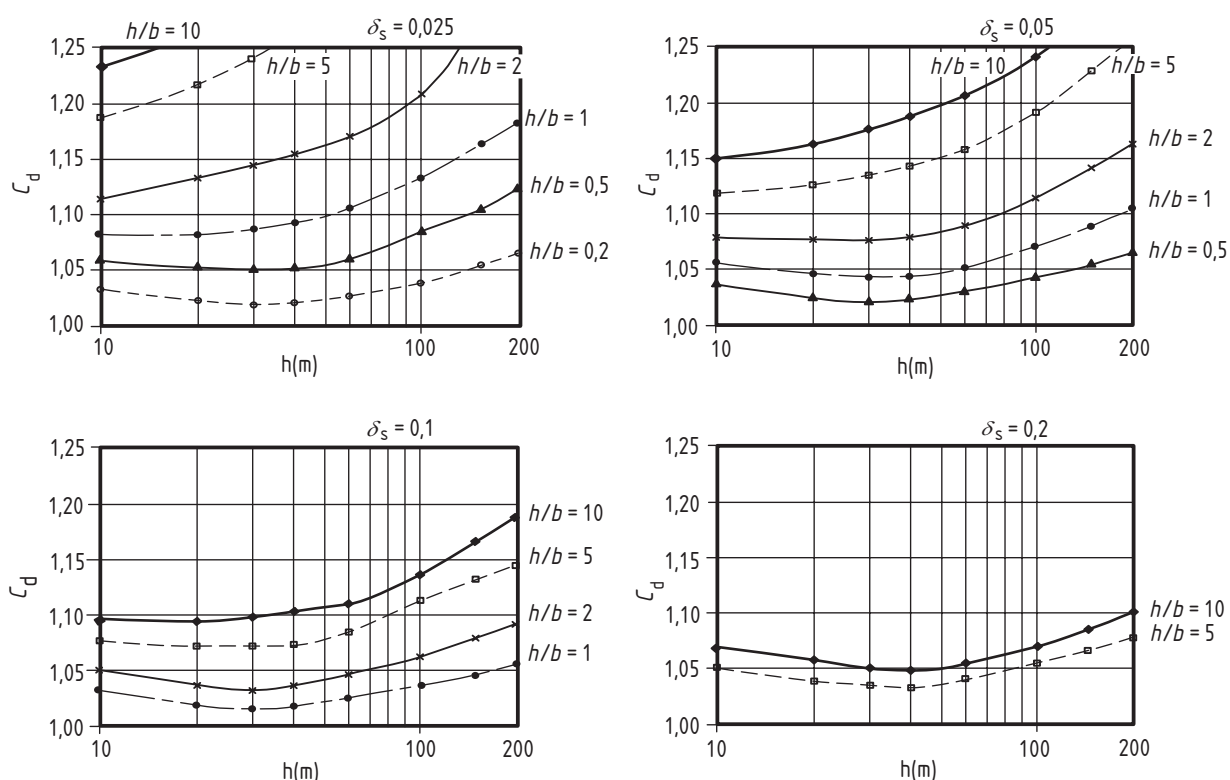 δs = 0,025
h/b = 10
h/b = 5
h/b = 2
h/b = 1
h/b = 0,5
h/b = 0,2
1,25
1,20
1,15
1,10
1,05
1,00
Cd
10
100
200
h(m)
δs = 0,05
h/b = 10
h/b = 5
h/b = 2
h/b = 1
h/b = 0,5
1,25
1,20
1,15
1,10
1,05
1,00
Cd
10
100
200
h(m)
δs = 0,1
h/b = 10
h/b = 5
h/b = 2
h/b = 1
1,25
1,20
1,15
1,10
1,05
1,00
Cd
10
100
200
h(m)
δs = 0,2
h/b = 10
h/b = 5
1,25
1,20
1,15
1,10
1,05
1,00
Cd
10
100
200
h(m)